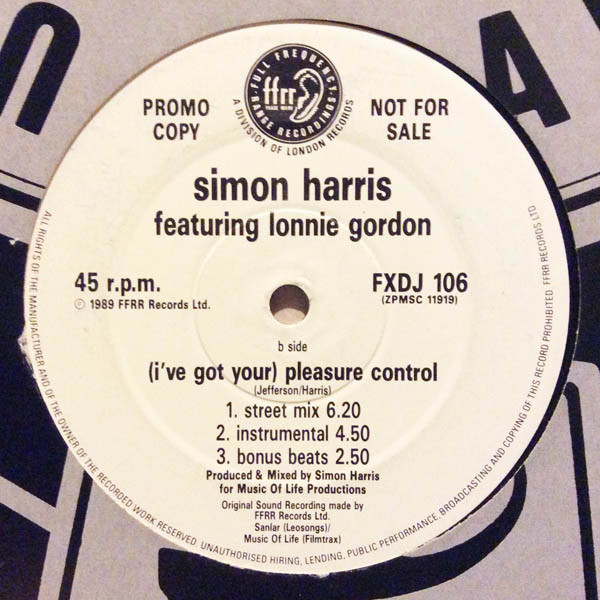 FULL FREQUENCY
RANGE RECORDINGS
ffrr
TRADE MARK
A DIVISION OF LONDON RECORDS
PROMO
COPY
NOT FOR
SALE
simon harris
featuring lonnie gordon
45 r.p.m.
℗ 1989 FFRR Records Ltd.
FXDJ 106
(ZPMSC 11919)
b side
(i've got your) pleasure control
(Jefferson/Harris)
1. street mix 6.20
2. instrumental 4.50
3. bonus beats 2.50
Produced & Mixed by Simon Harris
for Music Of Life Productions
Original Sound Recording made by
FFRR Records Ltd.
Sanlar (Leosongs)/
Music Of Life (Filmtrax)
ALL RIGHTS OF THE MANUFACTURER AND OF THE OWNER OF THE RECORDED WORK RESERVED. UNAUTHORISED HIRING, LENDING, PUBLIC PERFORMANCE, BROADCASTING AND COPYING OF THIS RECORD PROHIBITED. FFRR RECORDS LTD.